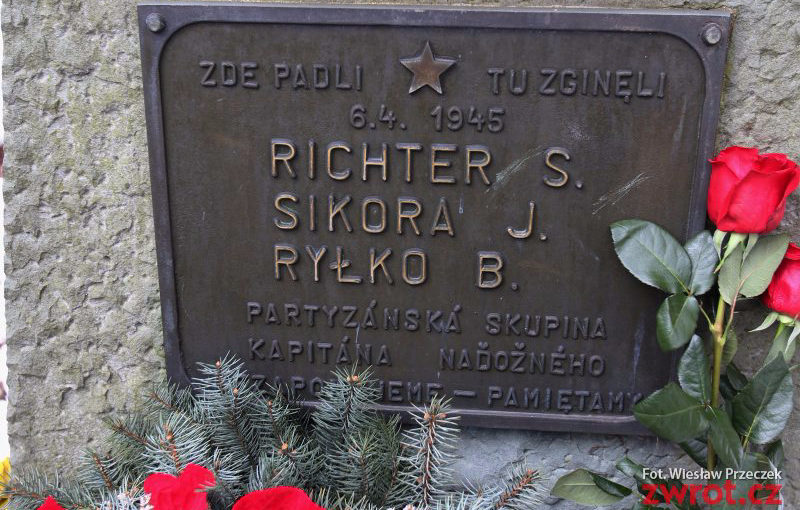 ZDE PADLI TU ZGINĘLI
6.4. 1945
RICHTER S.
SIKORA J.
RYŁKO B.
PARTYZÁNSKÁ SKUPINA
KAPITÁNA NAĎOŽNÉHO
— PAMIĘTAMY
Fot. Wiesław Przeczek
zwrot.cz